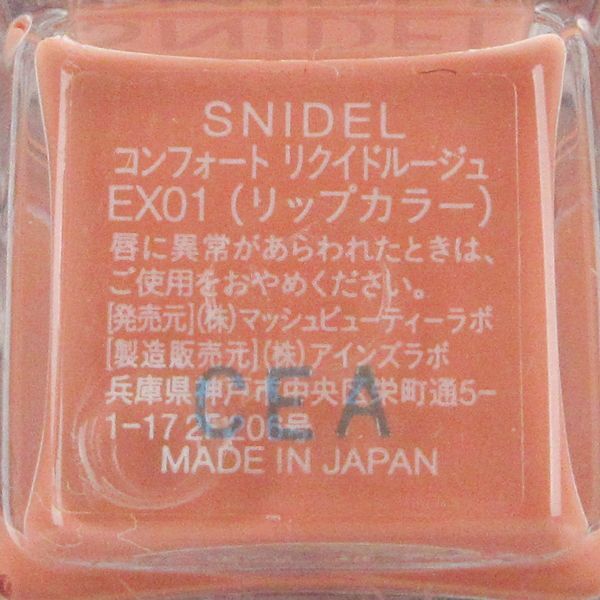 SNIDEL
コンフォート リクイドルージュ
EX01 (リップカラー)
唇に異常があらわれたときは、
ご使用をおやめください。
[発売元](株)マッシュビューティーラボ
[製造販売元](株)アインズラボ
兵庫県神戸市中央区栄町通5-
1-17 2F 206号
CEA
MADE IN JAPAN